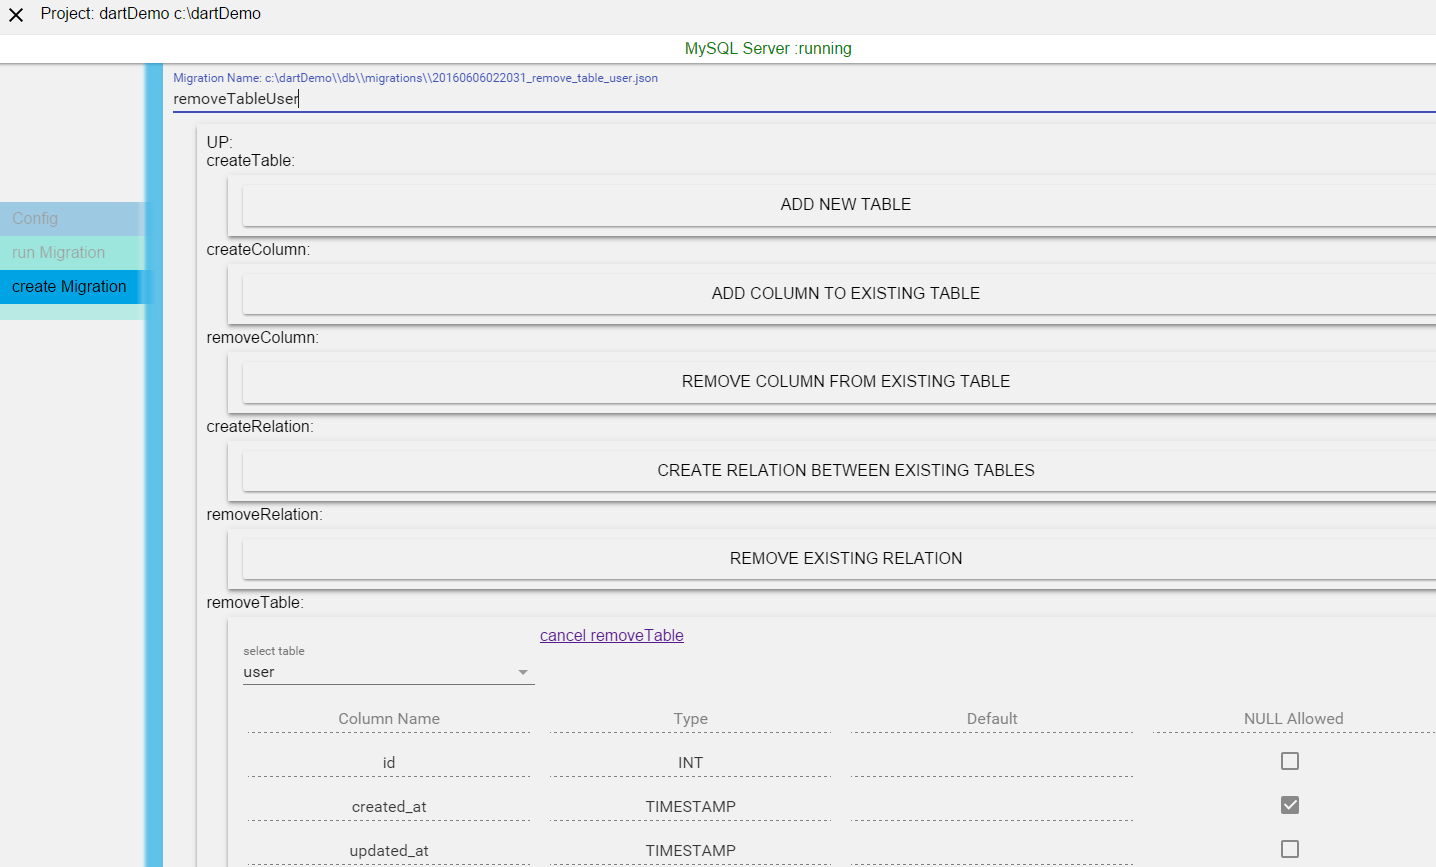 Project: dartDemo c:\dartDemo
MySQL Server :running
Migration Name: c:\dartDemo\\db\\migrations\\20160606022031_remove_table_user.json
removeTableUser
Config
run Migration
create Migration
UP:
createTable:
ADD NEW TABLE
createColumn:
ADD COLUMN TO EXISTING TABLE
removeColumn:
REMOVE COLUMN FROM EXISTING TABLE
createRelation:
CREATE RELATION BETWEEN EXISTING TABLES
removeRelation:
REMOVE EXISTING RELATION
removeTable:
cancel removeTable
select table
user
Column Name Type Default NULL Allowed
id INT
created_at TIMESTAMP
updated_at TIMESTAMP